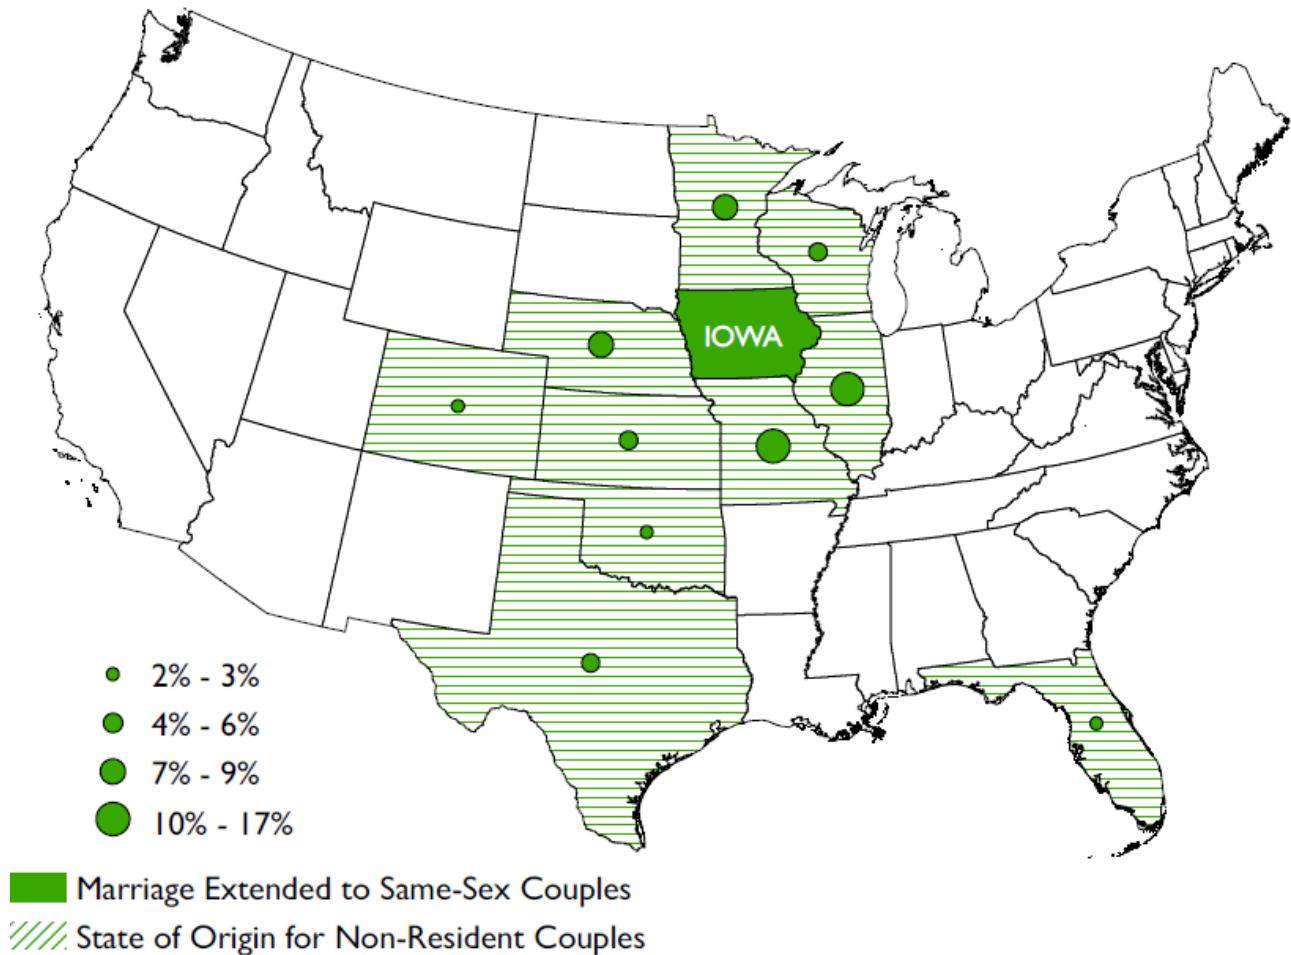 IOWA
2% - 3%
4% - 6%
7% - 9%
10% - 17%
Marriage Extended to Same-Sex Couples
State of Origin for Non-Resident Couples